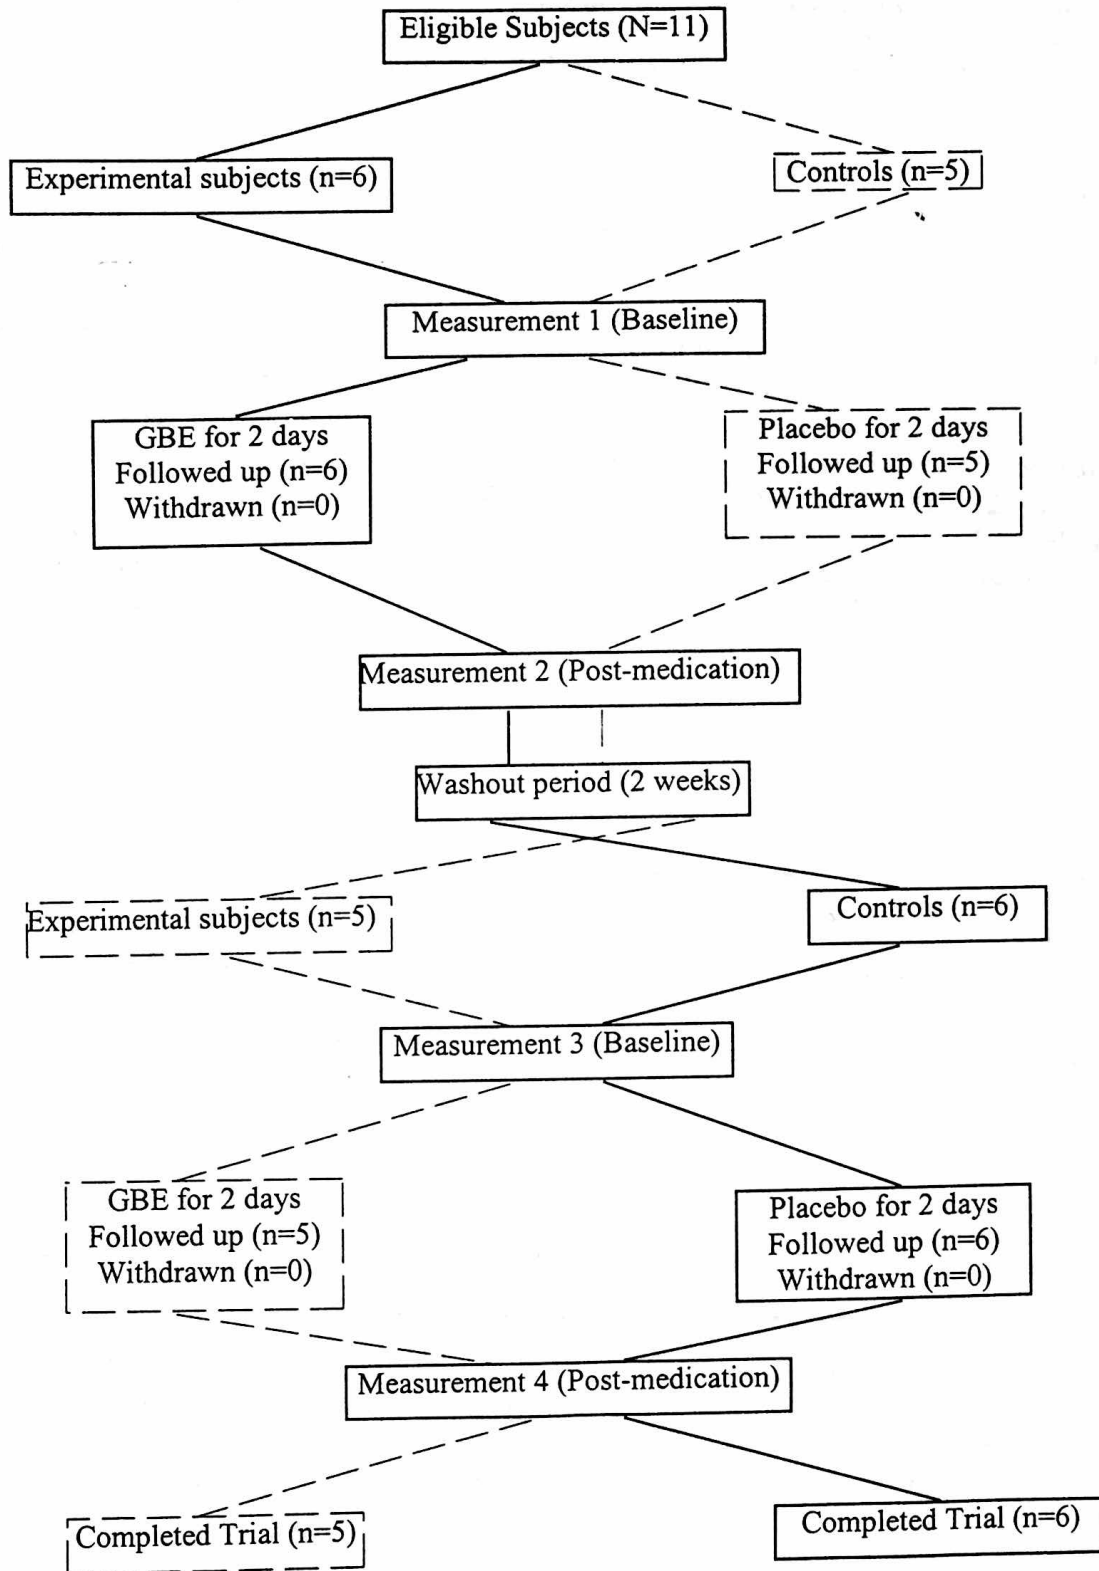 Eligible Subjects (N=11)
Experimental subjects (n=6)
Controls (n=5)
Measurement 1 (Baseline)
GBE for 2 days
Followed up (n=6)
Withdrawn (n=0)
Placebo for 2 days
Followed up (n=5)
Withdrawn (n=0)
Measurement 2 (Post-medication)
Washout period (2 weeks)
Experimental subjects (n=5)
Controls (n=6)
Measurement 3 (Baseline)
GBE for 2 days
Followed up (n=5)
Withdrawn (n=0)
Placebo for 2 days
Followed up (n=6)
Withdrawn (n=0)
Measurement 4 (Post-medication)
Completed Trial (n=5)
Completed Trial (n=6)